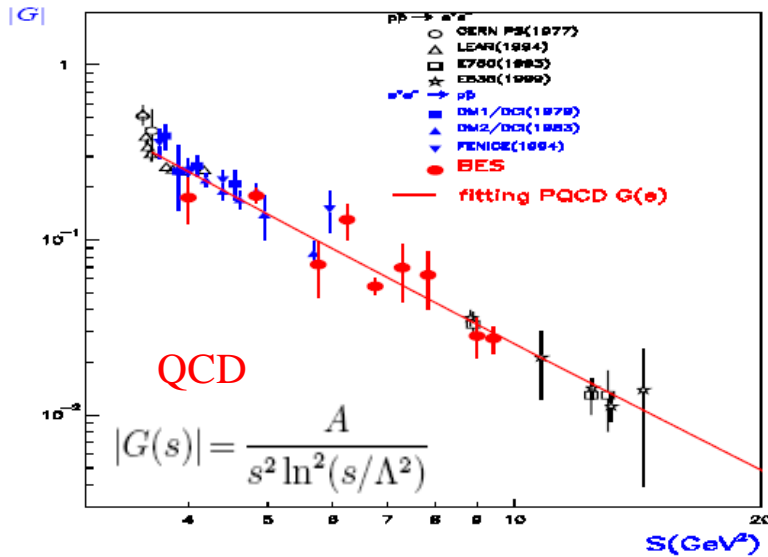 |G|
pp̄ → e⁺e⁻
CERN PS(1977)
LEAR(1994)
E760(1993)
E835(1999)
e⁺e⁻ → pp̄
DM1/DCI(1979)
DM2/DCI(1983)
FENICE(1994)
BES
fitting PQCD G(s)
1
10⁻¹
10⁻²
QCD
|G(s)| = A / (s² ln²(s/Λ²))
4 5 6 7 8 9 10 20
S(GeV²)